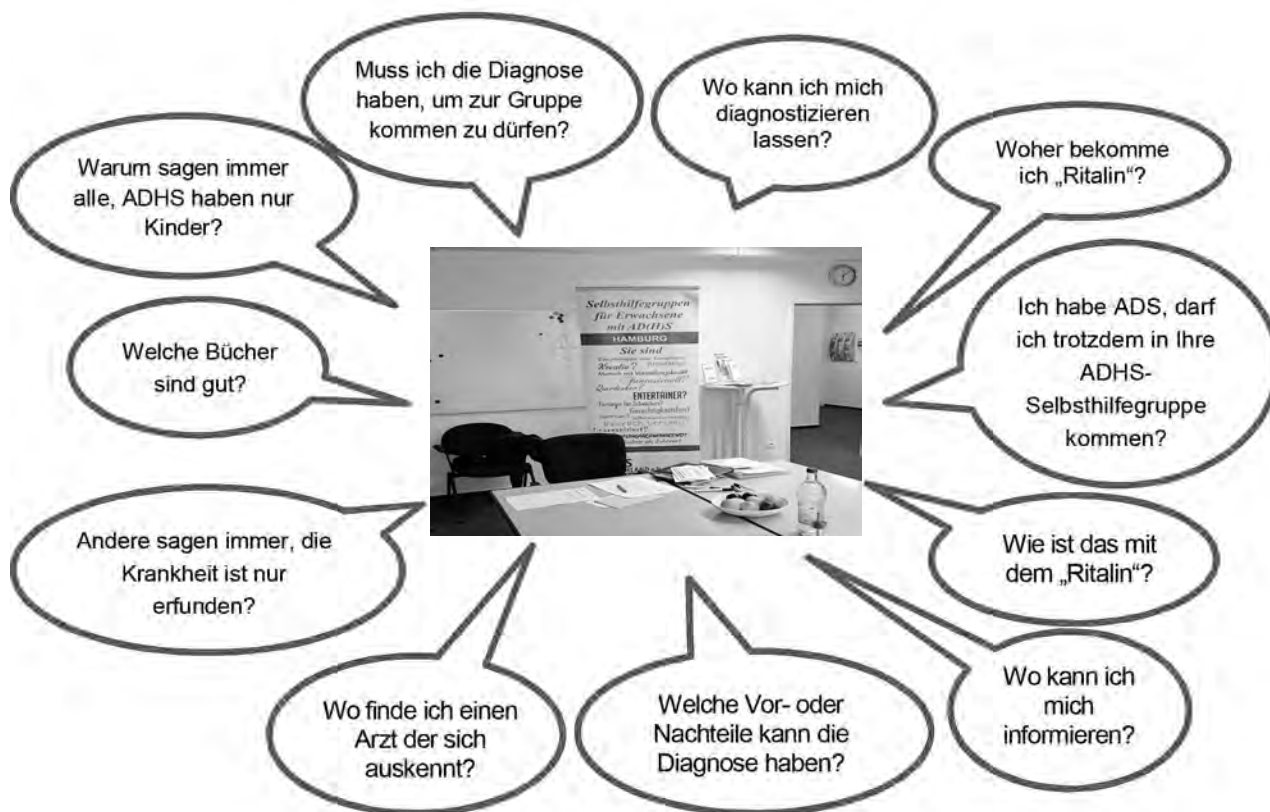 Muss ich die Diagnose
haben, um zur Gruppe
kommen zu dürfen?
Wo kann ich mich
diagnostizieren
lassen?
Woher bekomme
ich „Ritalin“?
Warum sagen immer
alle, ADHS haben nur
Kinder?
Ich habe ADS, darf
ich trotzdem in Ihre
ADHS-
Selbsthilfegruppe
kommen?
Welche Bücher
sind gut?
Selbsthilfegruppen
für Erwachsene
mit AD(H)S
HAMBURG
Sie sind
Kreativ?
Querdenker?
ENTERTAINER?
Andere sagen immer, die
Krankheit ist nur
erfunden?
Wie ist das mit
dem „Ritalin“?
Wo finde ich einen
Arzt der sich
auskennt?
Welche Vor- oder
Nachteile kann die
Diagnose haben?
Wo kann ich
mich
informieren?